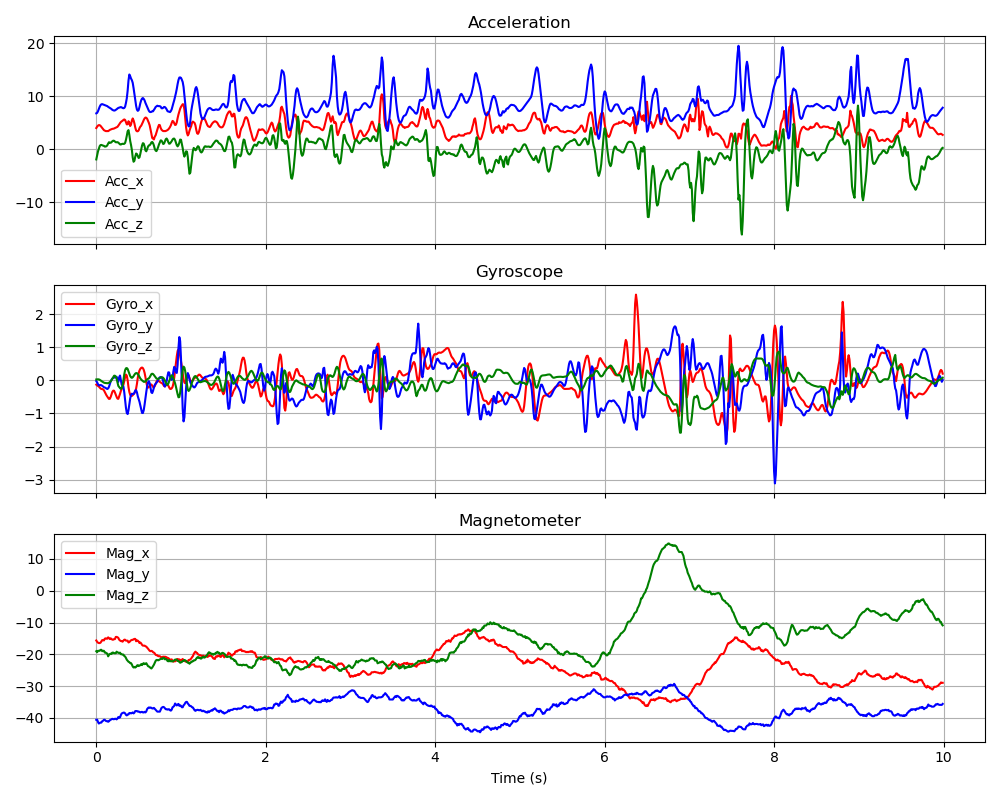 Acceleration
20
10
0
−10
Acc_x
Acc_y
Acc_z
Gyroscope
2
1
0
−1
−2
−3
Gyro_x
Gyro_y
Gyro_z
Magnetometer
10
0
−10
−20
−30
−40
Mag_x
Mag_y
Mag_z
0 2 4 6 8 10
Time (s)